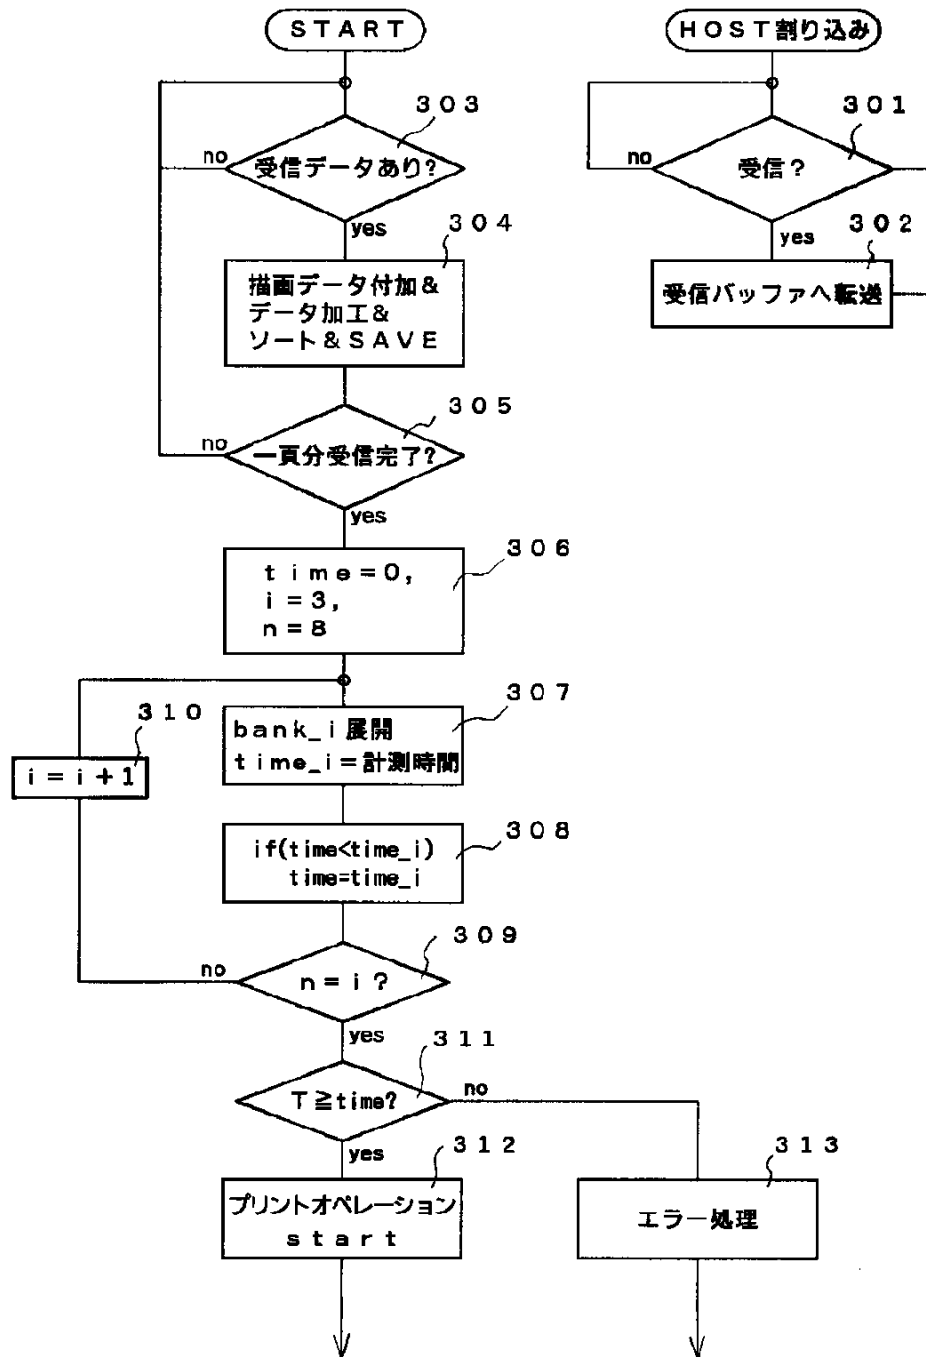 START
303
受信データあり?
no
yes
304
描画データ付加&
データ加工&
ソート&SAVE
305
一頁分受信完了?
no
yes
306
time=0,
i=3,
n=8
307
bank_i展開
time_i=計測時間
310
i=i+1
308
if(time<time_i)
time=time_i
309
n=i?
no
yes
311
T≧time?
no
yes
312
プリントオペレーション
start
313
エラー処理
HOST割り込み
301
受信?
no
yes
302
受信バッファへ転送